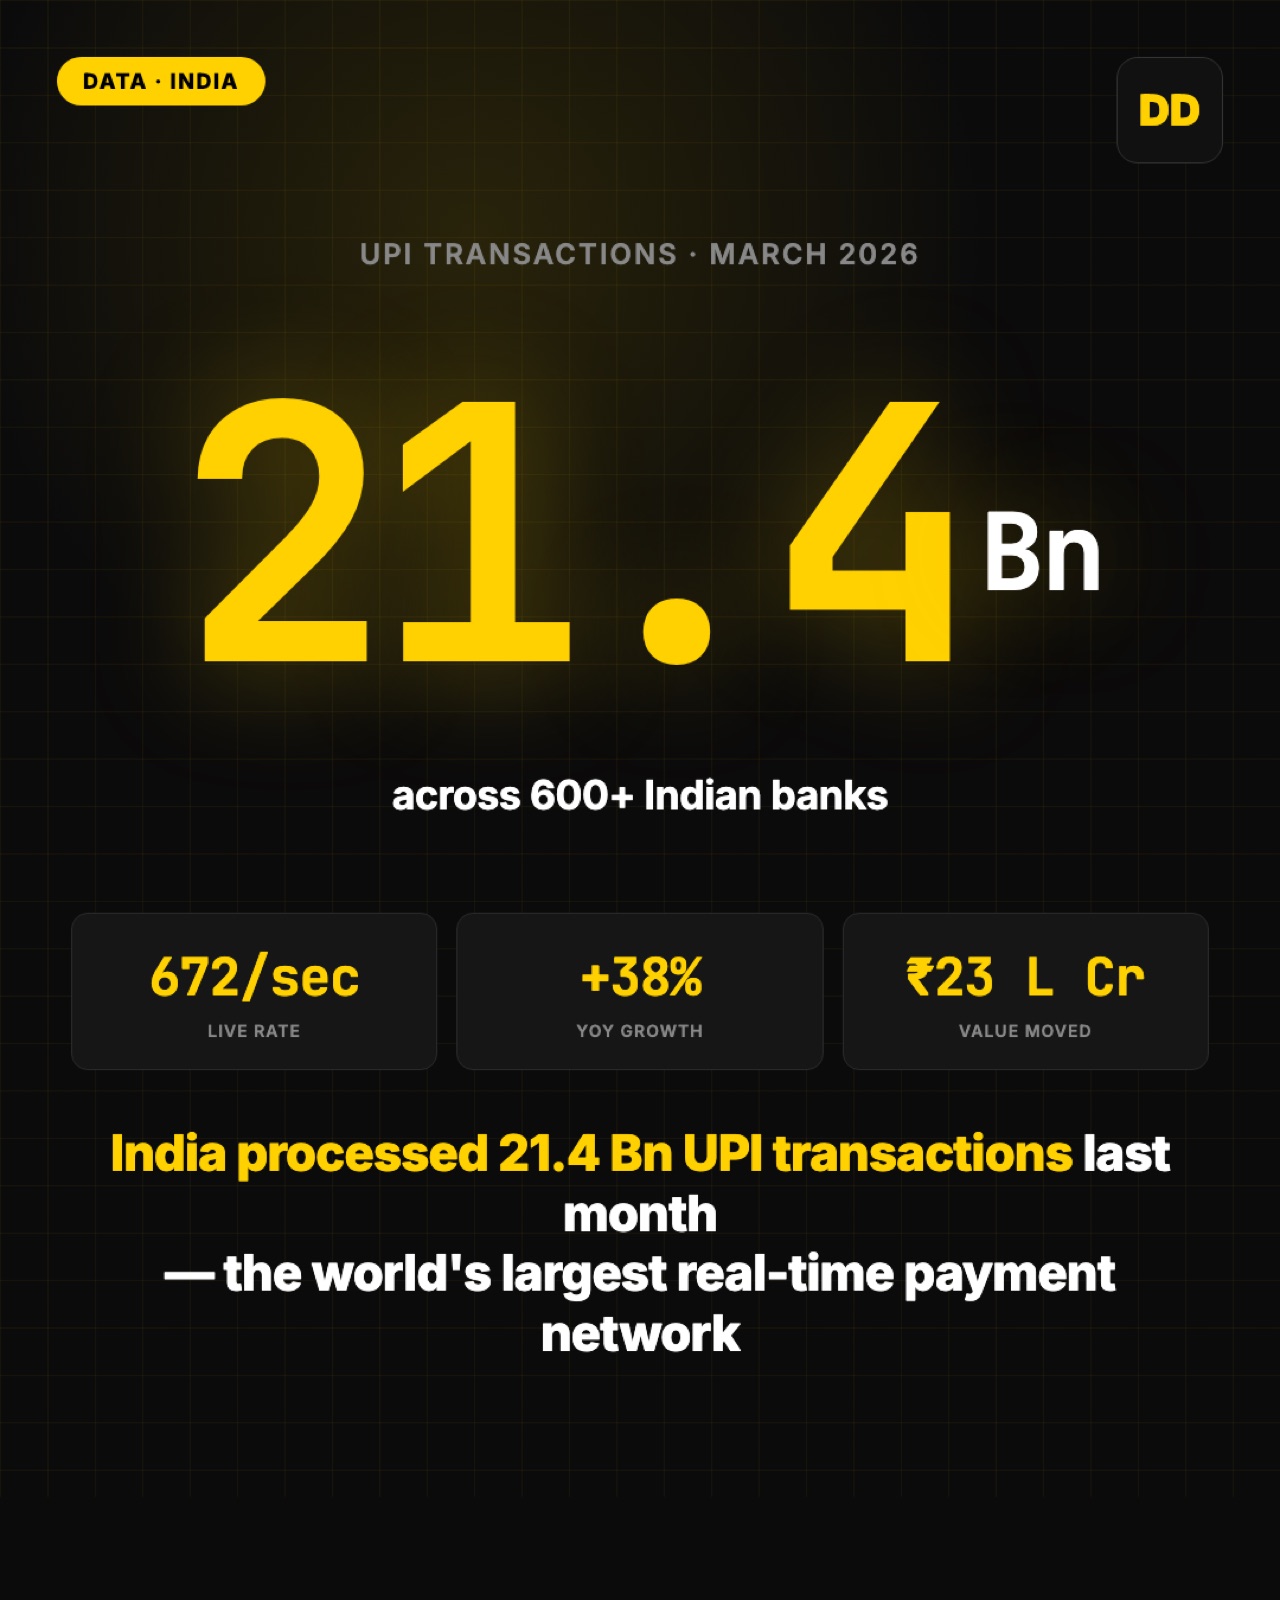 DATA · INDIA
DD
UPI TRANSACTIONS · MARCH 2026
21.4Bn
across 600+ Indian banks
672/sec
LIVE RATE
+38%
YOY GROWTH
₹23 L Cr
VALUE MOVED
India processed 21.4 Bn UPI transactions last
month
— the world's largest real-time payment
network